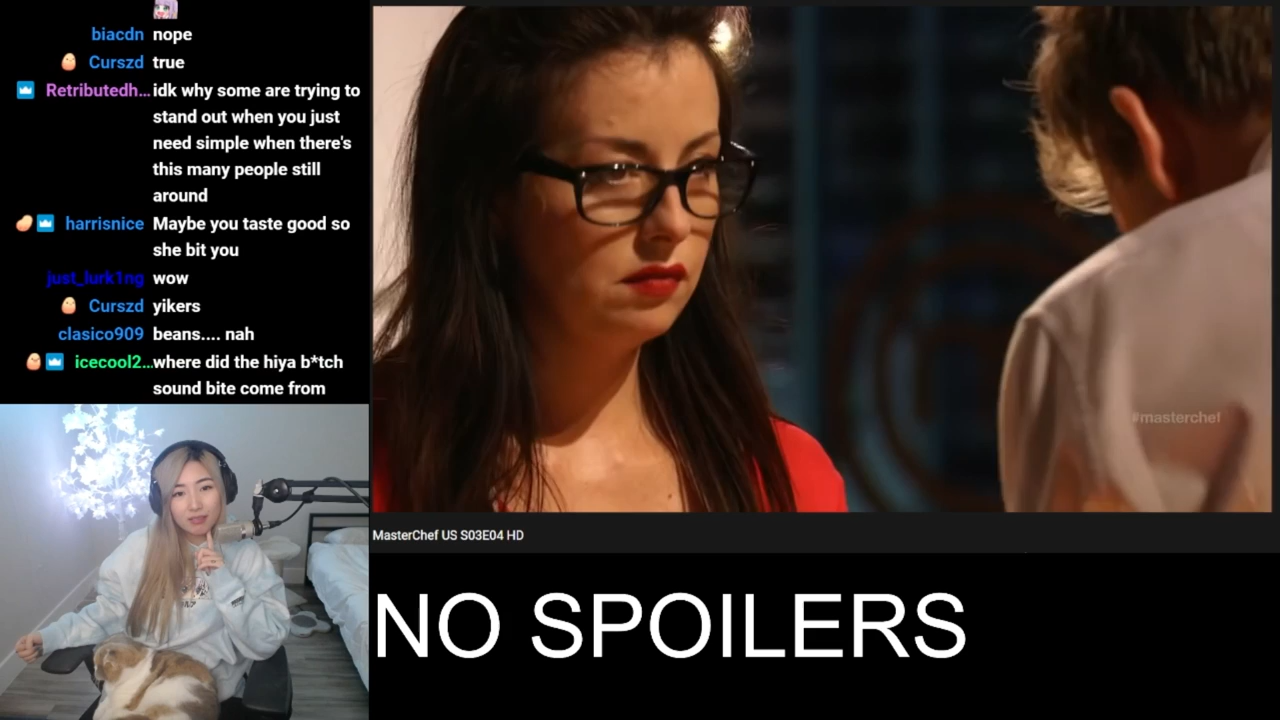 biacdn nope
Curszd true
Retributedh... idk why some are trying to
stand out when you just
need simple when there's
this many people still
around
harrisnice Maybe you taste good so
she bit you
just_lurk1ng wow
Curszd yikers
clasico909 beans.... nah
icecool2... where did the hiya b*tch
sound bite come from
#masterchef
MasterChef US S03E04 HD
NO SPOILERS